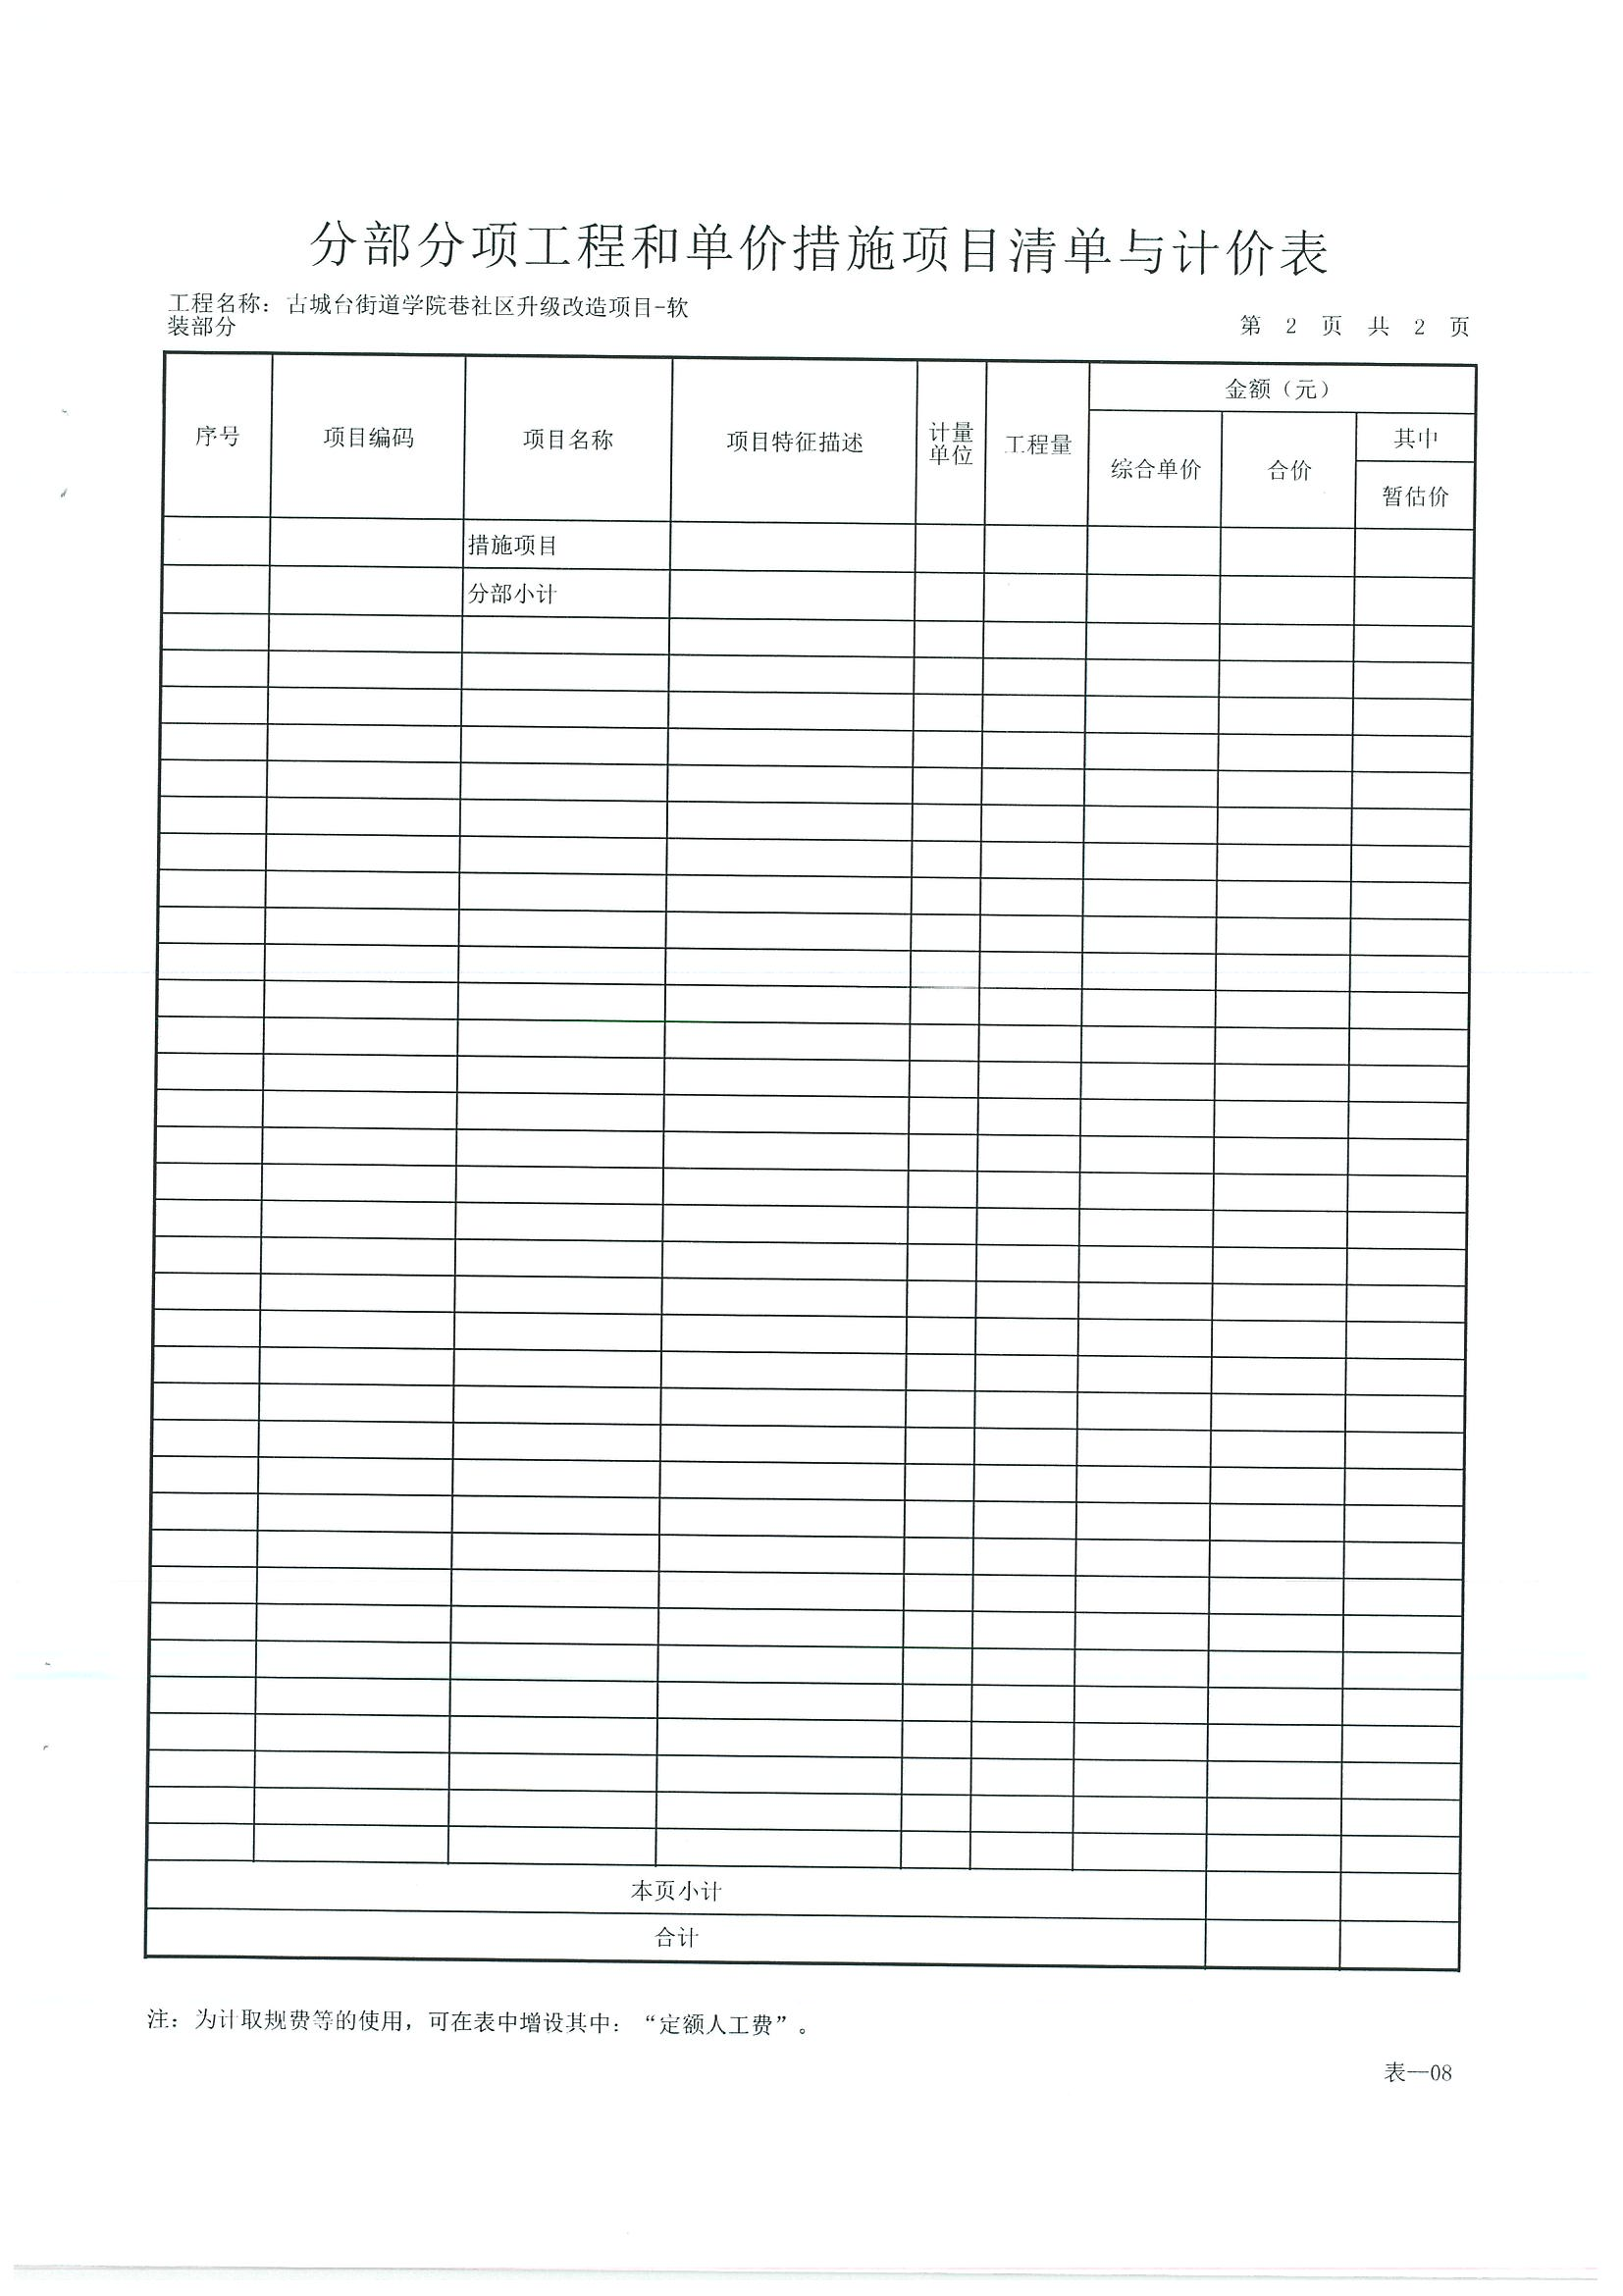 分部分项工程和单价措施项目清单与计价表
工程名称：古城台街道学院巷社区升级改造项目-软
装部分
第 2 页 共 2 页
序号 项目编码 项目名称 项目特征描述 计量单位 工程量 金额（元）
综合单价 合价 其中
暂估价
措施项目
分部小计
本页小计
合计
注：为计取规费等的使用，可在表中增设其中：“定额人工费”。
表—08